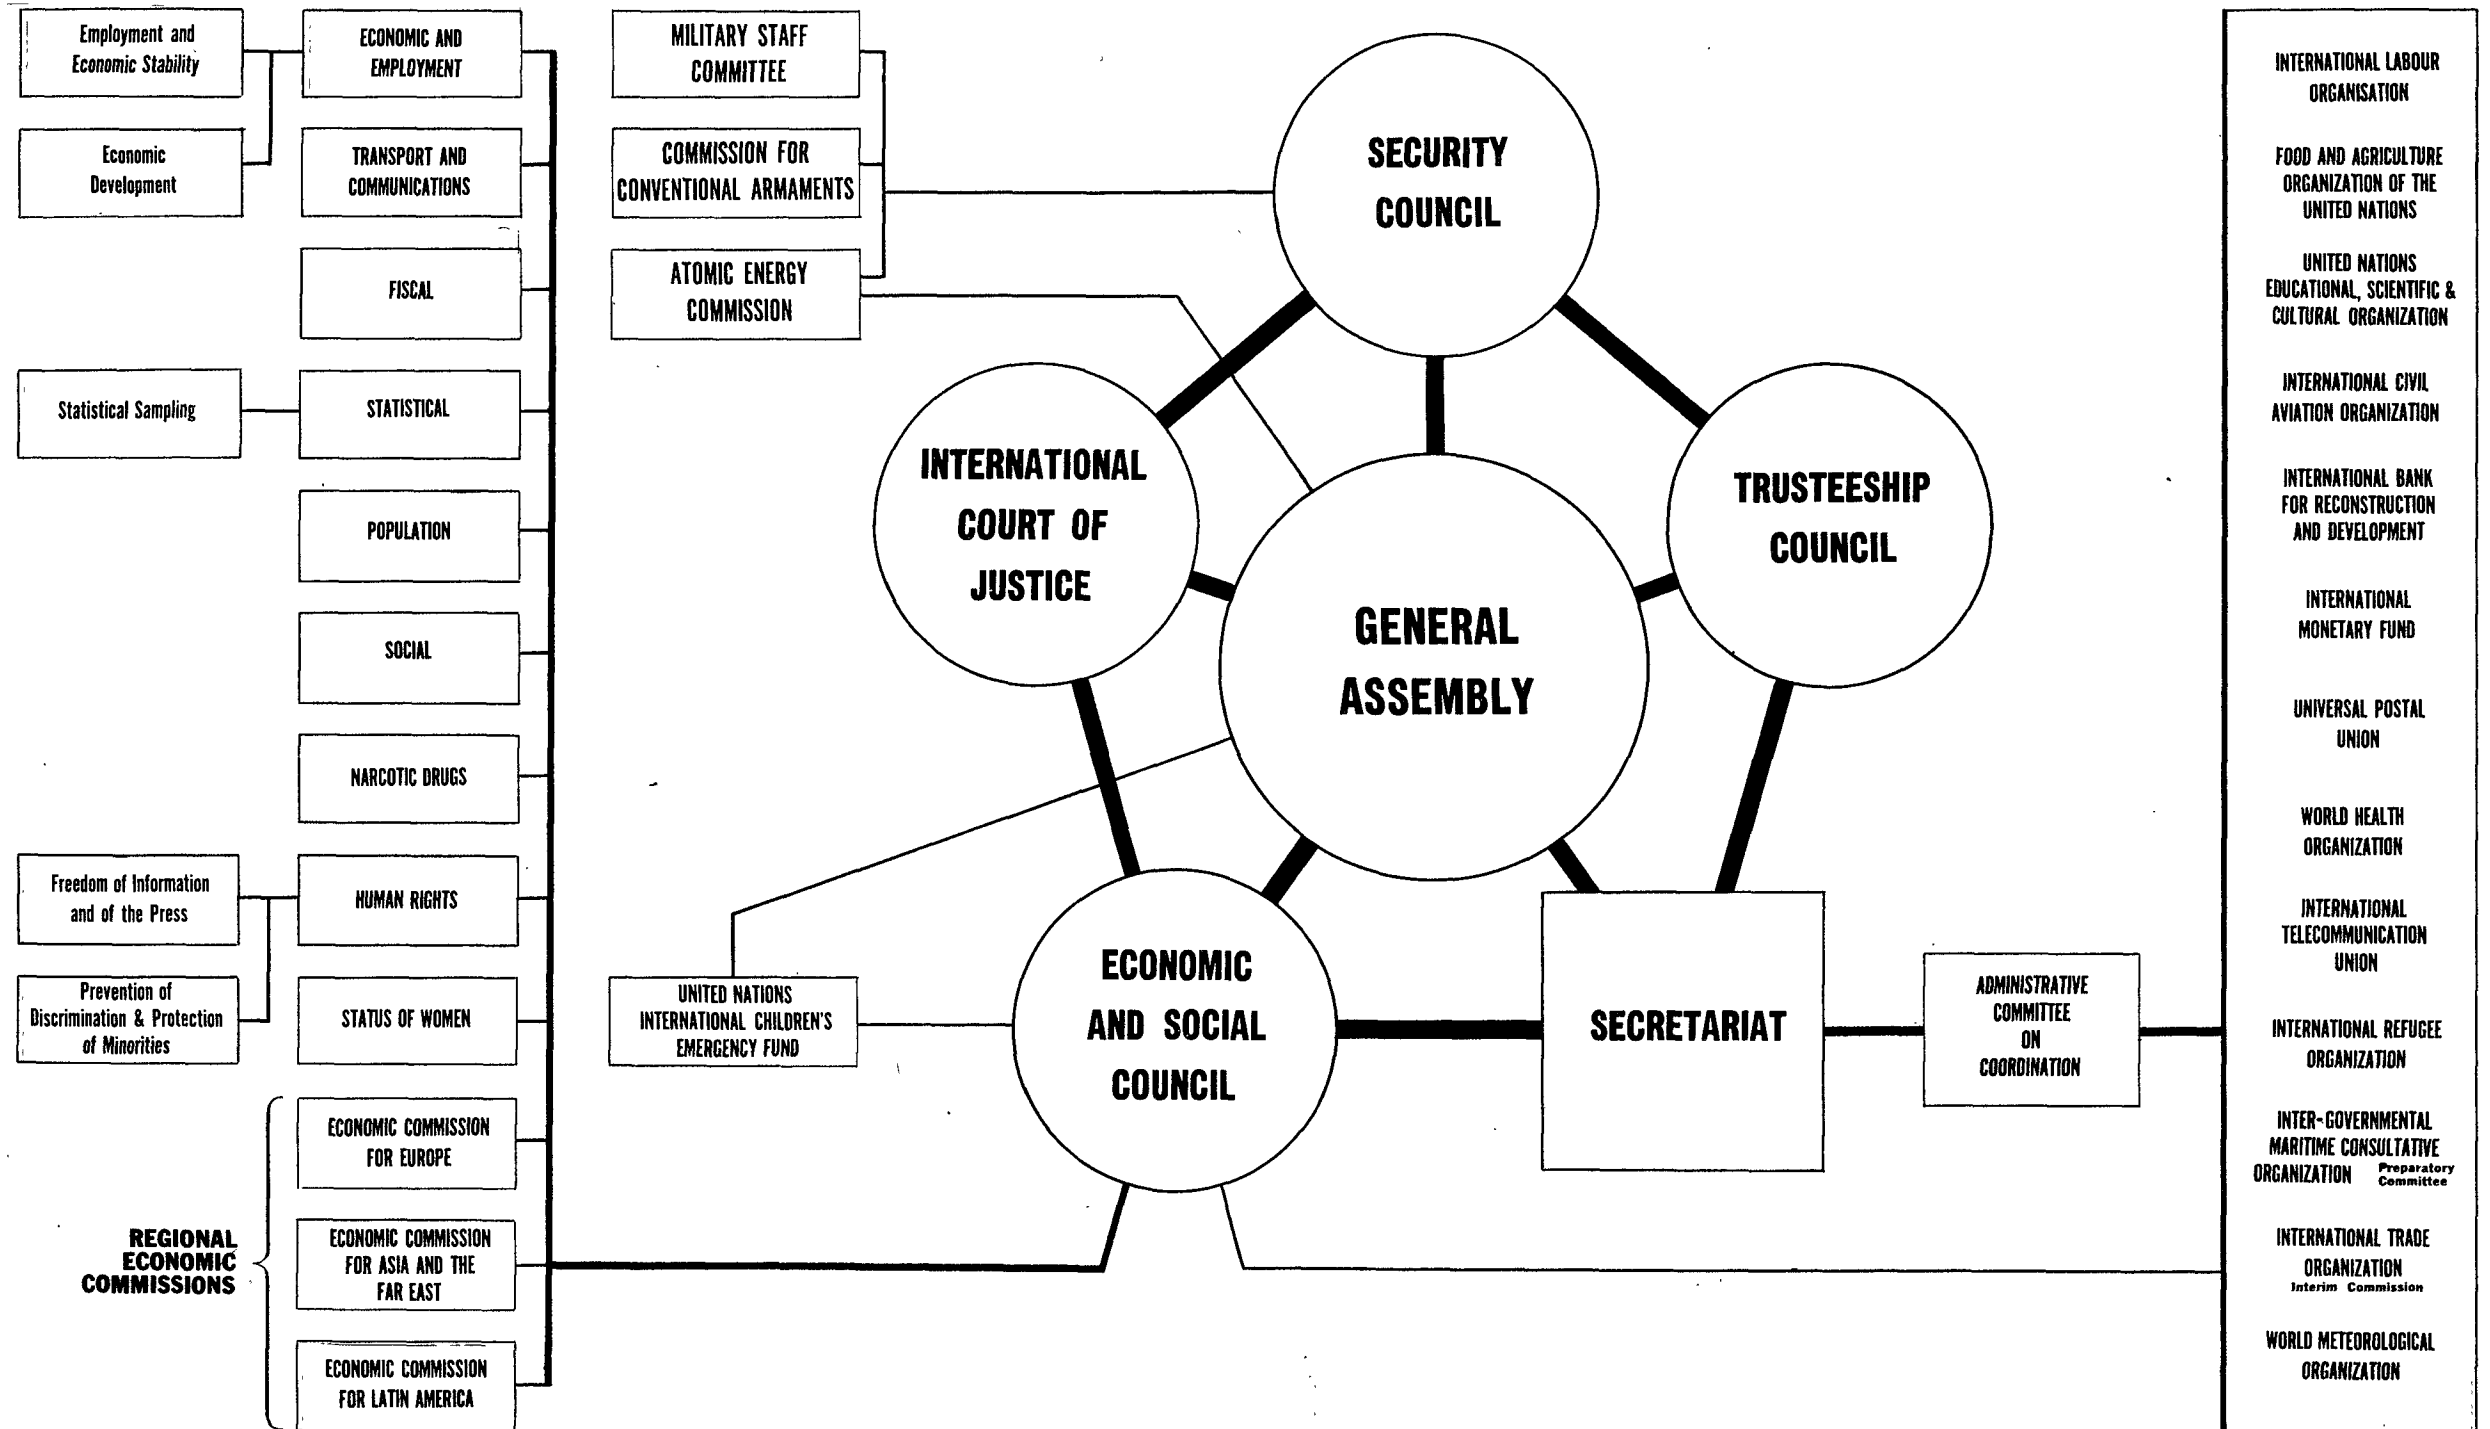 Employment and
Economic Stability
Economic
Development
Statistical Sampling
Freedom of Information
and of the Press
Prevention of
Discrimination & Protection
of Minorities
REGIONAL
ECONOMIC
COMMISSIONS
ECONOMIC AND
EMPLOYMENT
TRANSPORT AND
COMMUNICATIONS
FISCAL
STATISTICAL
POPULATION
SOCIAL
NARCOTIC DRUGS
HUMAN RIGHTS
STATUS OF WOMEN
ECONOMIC COMMISSION
FOR EUROPE
ECONOMIC COMMISSION
FOR ASIA AND THE
FAR EAST
ECONOMIC COMMISSION
FOR LATIN AMERICA
MILITARY STAFF
COMMITTEE
COMMISSION FOR
CONVENTIONAL ARMAMENTS
ATOMIC ENERGY
COMMISSION
UNITED NATIONS
INTERNATIONAL CHILDREN'S
EMERGENCY FUND
SECURITY
COUNCIL
INTERNATIONAL
COURT OF
JUSTICE
TRUSTEESHIP
COUNCIL
GENERAL
ASSEMBLY
ECONOMIC
AND SOCIAL
COUNCIL
SECRETARIAT
ADMINISTRATIVE
COMMITTEE
ON
COORDINATION
INTERNATIONAL LABOUR
ORGANISATION
FOOD AND AGRICULTURE
ORGANIZATION OF THE
UNITED NATIONS
UNITED NATIONS
EDUCATIONAL, SCIENTIFIC &
CULTURAL ORGANIZATION
INTERNATIONAL CIVIL
AVIATION ORGANIZATION
INTERNATIONAL BANK
FOR RECONSTRUCTION
AND DEVELOPMENT
INTERNATIONAL
MONETARY FUND
UNIVERSAL POSTAL
UNION
WORLD HEALTH
ORGANIZATION
INTERNATIONAL
TELECOMMUNICATION
UNION
INTERNATIONAL REFUGEE
ORGANIZATION
INTER-GOVERNMENTAL
MARITIME CONSULTATIVE
ORGANIZATION Preparatory
Committee
INTERNATIONAL TRADE
ORGANIZATION
Interim Commission
WORLD METEOROLOGICAL
ORGANIZATION